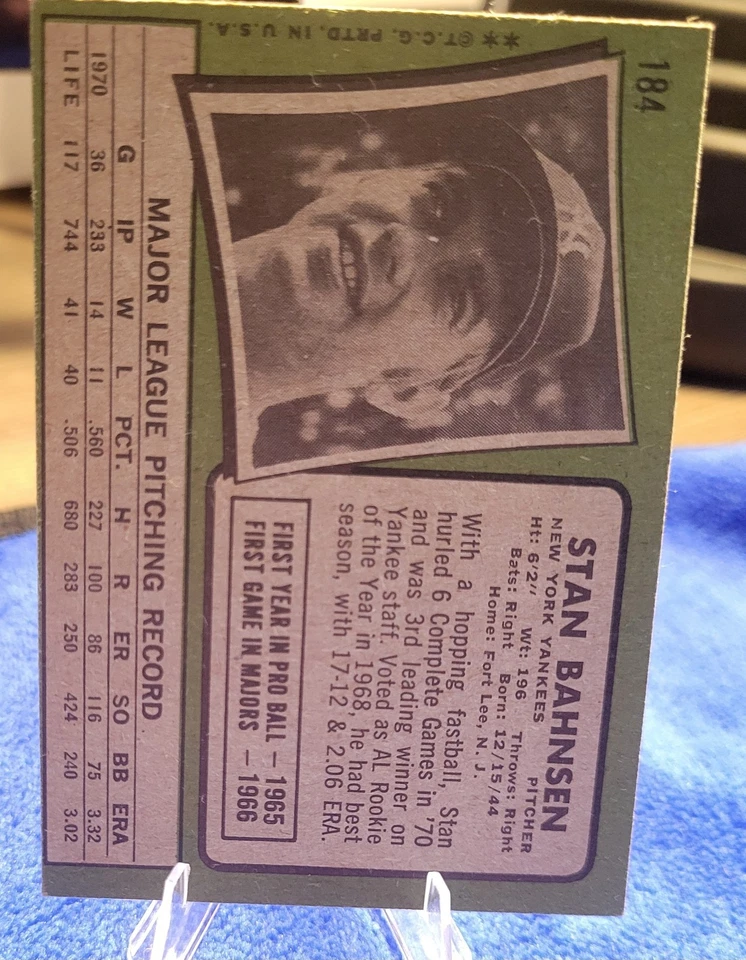 184
STAN BAHNSEN
NEW YORK YANKEES PITCHER
Ht: 6'2" Wt: 196 Throws: Right
Bats: Right Born: 12/15/44
Home: Fort Lee, N. J.
With a hopping fastball, Stan
hurled 6 Complete Games in '70
and was 3rd leading winner on
Yankee staff. Voted as AL Rookie
of the Year in 1968, he had best
season, with 17-12 & 2.06 ERA.
FIRST YEAR IN PRO BALL — 1965
FIRST GAME IN MAJORS — 1966
**©T.C.G. PRTD. IN U.S.A.
MAJOR LEAGUE PITCHING RECORD
G IP W L PCT. H R ER SO BB ERA
1970 36 233 14 11 .560 227 100 86 116 75 3.32
LIFE 117 744 41 40 .506 680 283 250 424 240 3.02